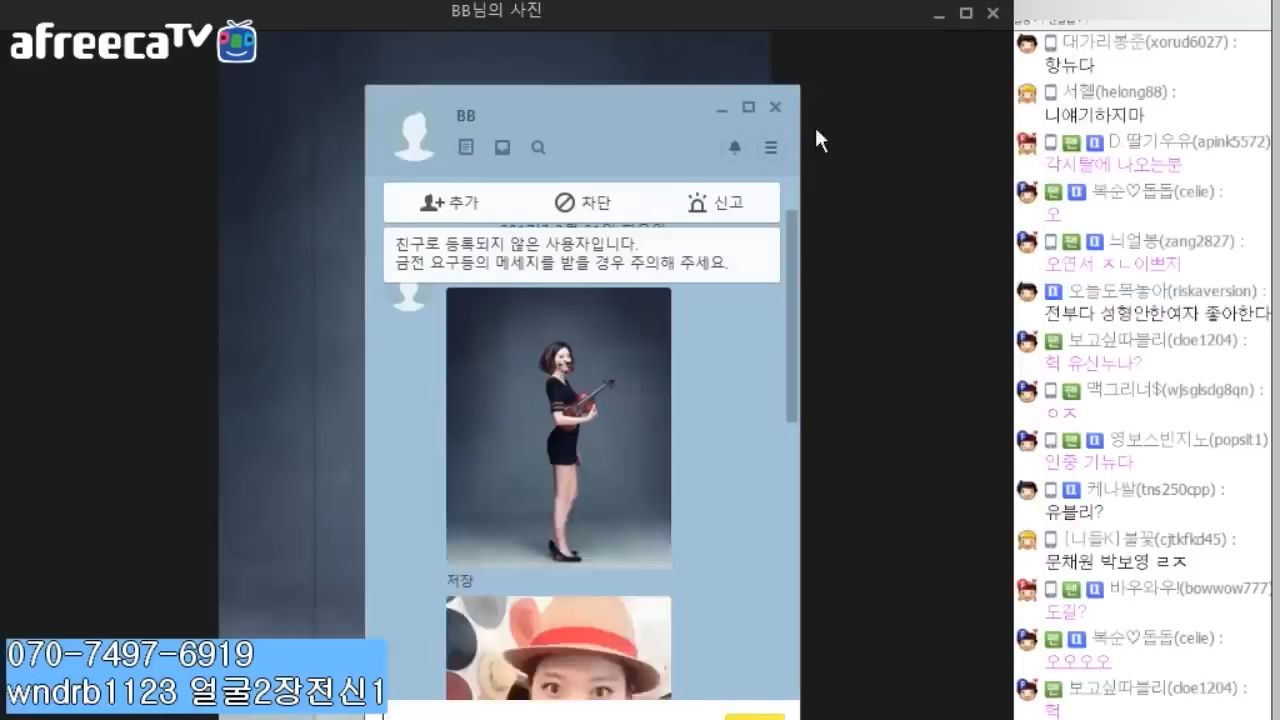 BB님의 사진
afreecaTV
BB
추가
차단
신고
친구로 등록되지 않은 사용자입니다.
금전 요구등의 메세지를 받을 경우 주의해 주세요.
저장
070-7497-6919
wndrb1123 얼굴2장전
대가리봉준(xorud6027) :
항뉴다
서헬(helong88) :
니얘기하지마
D.딸기우유(apink5572)
각시탈에 나오는분
복순♡돕돕(celie) :
오
늬얼봉(zang2827) :
오연서 ㅈㄴ이쁘지
오늘도목놓아(riskaversion) :
전부다 성형안한여자 좋아한다
보고싶따블리(doe1204) :
헉 유신누나?
맥그리너$(wjsglsdg8qn) :
ㅇㅈ
영보스빈지노(popsit1)
인중 기뉴다
케나쌀(tns250cpp) :
유블리?
[니들K]불꽃(cjtkfkd45) :
문채원 박보영 ㄹㅈ
바우와우!(bowwow777)
도길?
복순♡돕돕(celie) :
오오오오
보고싶따블리(doe1204) :
헉